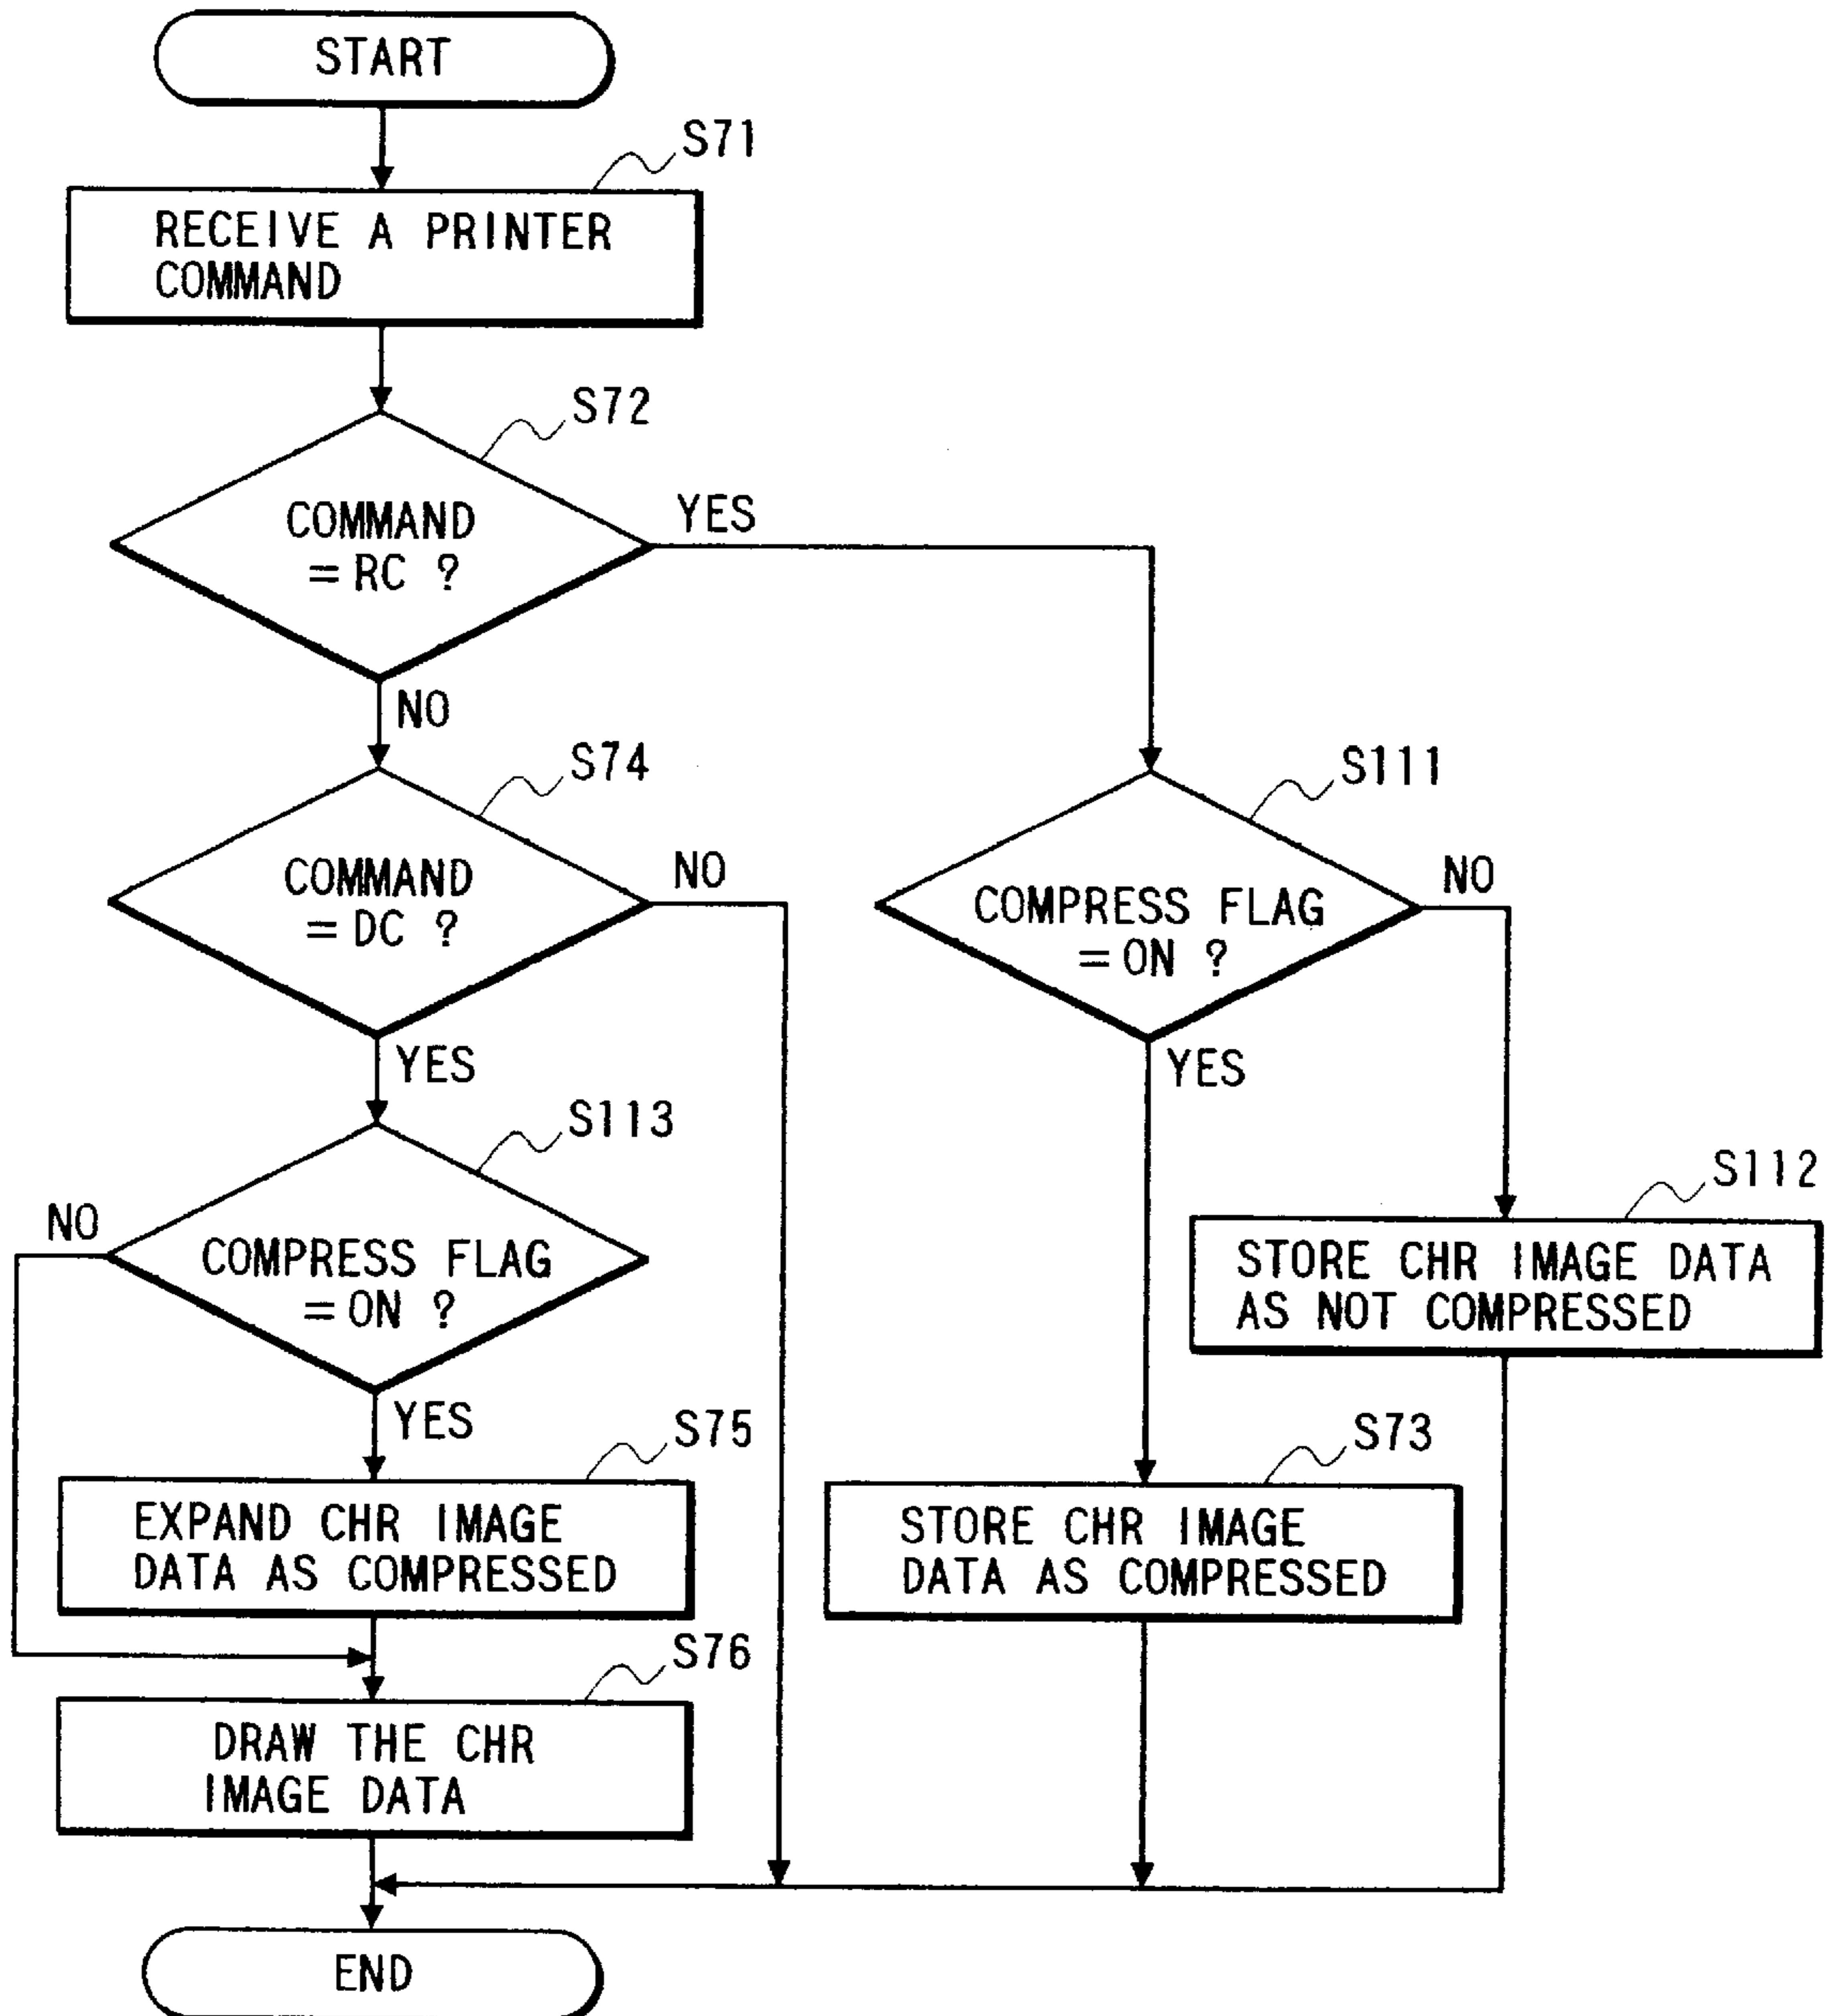 START
S71
RECEIVE A PRINTER
COMMAND
S72
COMMAND
= RC ?
YES
NO
S74
COMMAND
= DC ?
NO
YES
S111
COMPRESS FLAG
= ON ?
NO
YES
S113
COMPRESS FLAG
= ON ?
NO
YES
S112
STORE CHR IMAGE DATA
AS NOT COMPRESSED
S75
EXPAND CHR IMAGE
DATA AS COMPRESSED
S73
STORE CHR IMAGE
DATA AS COMPRESSED
S76
DRAW THE CHR
IMAGE DATA
END